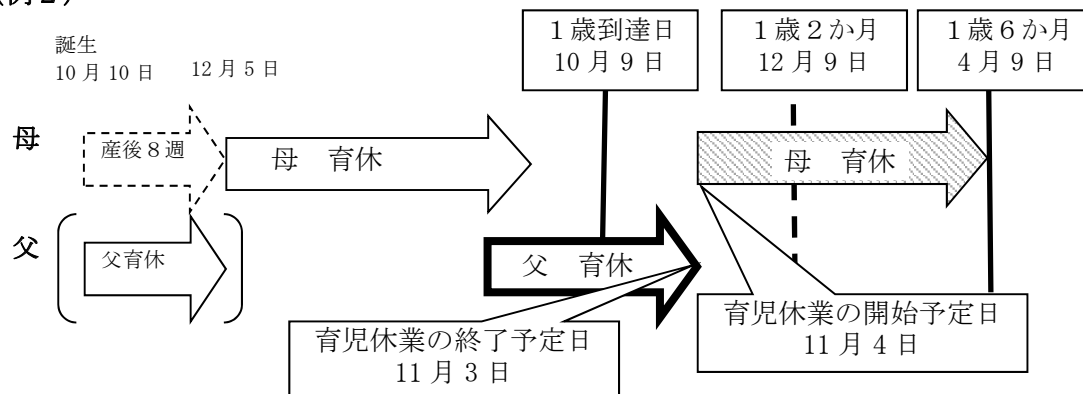 （例２）
１歳到達日
10月９日
１歳２か月
12月９日
１歳６か月
４月９日
誕生
10月10日
12月５日
母
産後８週
母　育休
母　育休
父
父育休
父　育休
育児休業の終了予定日
11月３日
育児休業の開始予定日
11月４日